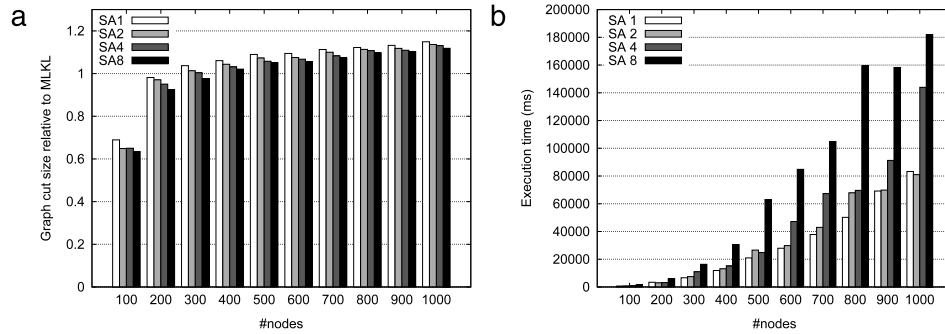 a
SA1
SA2
SA4
SA8
Graph cut size relative to MLKL
1.2
1
0.8
0.6
0.4
0.2
0
100 200 300 400 500 600 700 800 900 1000
#nodes
b
SA 1
SA 2
SA 4
SA 8
Execution time (ms)
200000
180000
160000
140000
120000
100000
80000
60000
40000
20000
0
100 200 300 400 500 600 700 800 900 1000
#nodes